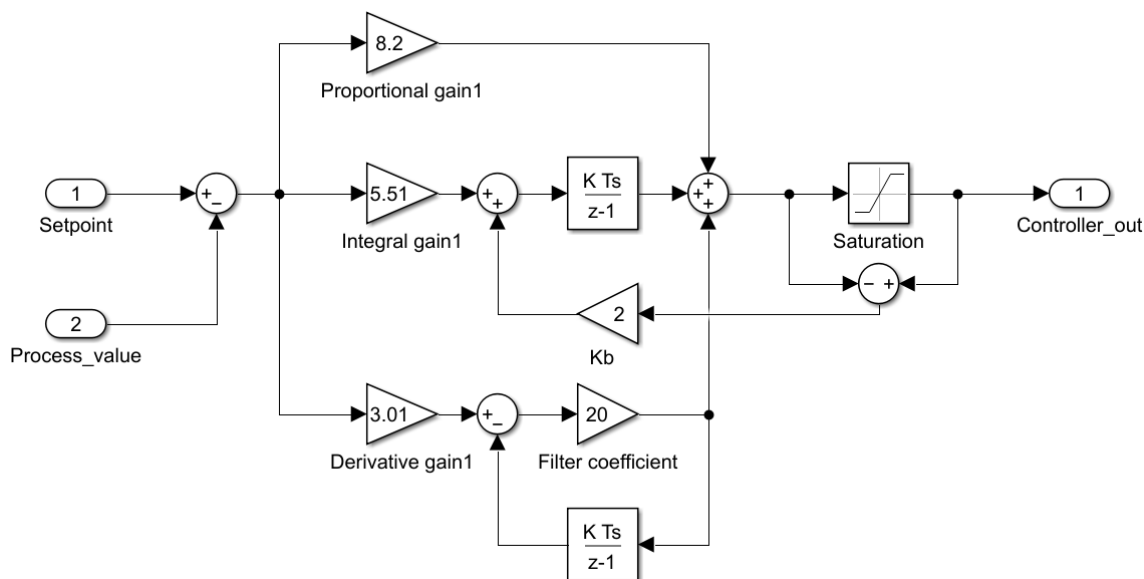 8.2
Proportional gain1
1
Setpoint
+
−
5.51
Integral gain1
+
+
K Ts
z-1
+
+
+
Saturation
1
Controller_out
− +
2
Process_value
2
Kb
3.01
Derivative gain1
+
−
20
Filter coefficient
K Ts
z-1